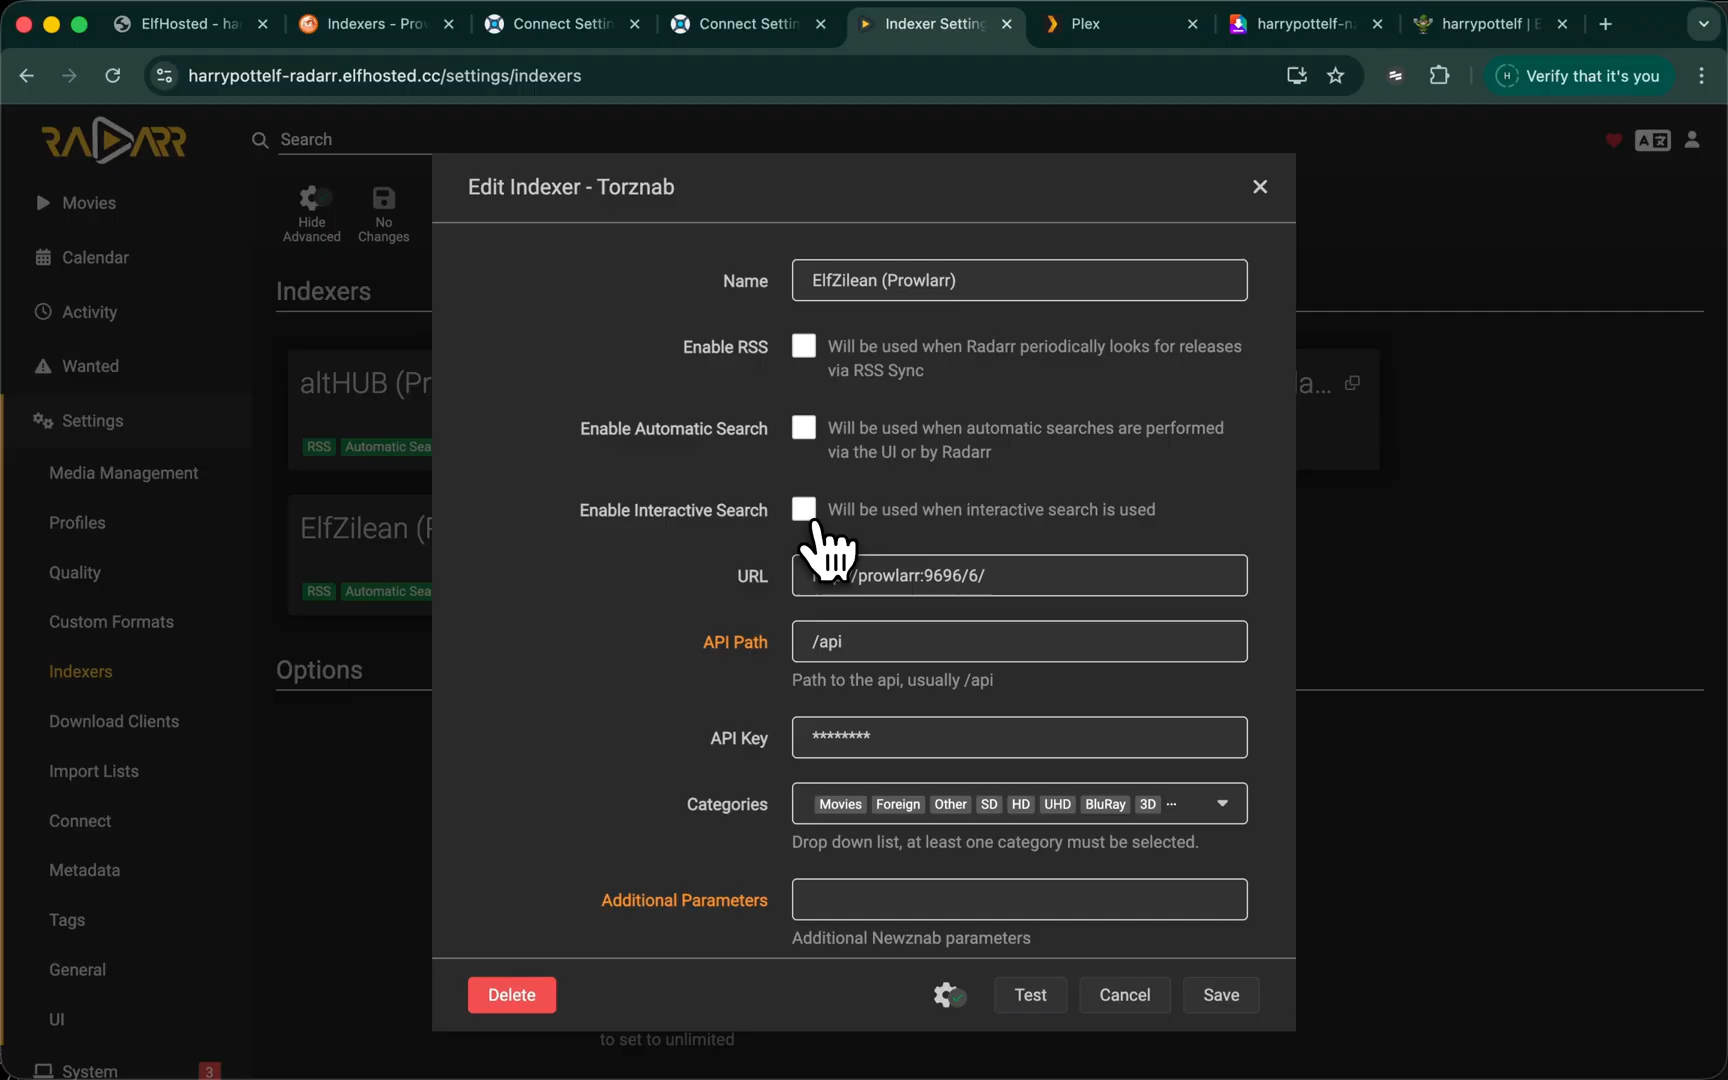 ElfHosted - ha
Indexers - Prov
Connect Settin
Connect Settin
Indexer Setting
Plex
harrypottelf-n
harrypottelf | E
harrypottelf-radarr.elfhosted.cc/settings/indexers
H
Verify that it's you
RADARR
Search
Movies
Calendar
Activity
Wanted
Settings
Media Management
Profiles
Quality
Custom Formats
Indexers
Download Clients
Import Lists
Connect
Metadata
Tags
General
UI
System
3
Hide
Advanced
No
Changes
Indexers
altHUB (Pr
RSS
Automatic Sea
la...
ElfZilean (P
RSS
Automatic Sea
Options
to set to unlimited
Edit Indexer - Torznab
Name
ElfZilean (Prowlarr)
Enable RSS
Will be used when Radarr periodically looks for releases
via RSS Sync
Enable Automatic Search
Will be used when automatic searches are performed
via the UI or by Radarr
Enable Interactive Search
Will be used when interactive search is used
URL
/prowlarr:9696/6/
API Path
/api
Path to the api, usually /api
API Key
********
Categories
Movies Foreign Other SD HD UHD BluRay 3D ...
Drop down list, at least one category must be selected.
Additional Parameters
Additional Newznab parameters
Delete
Test
Cancel
Save